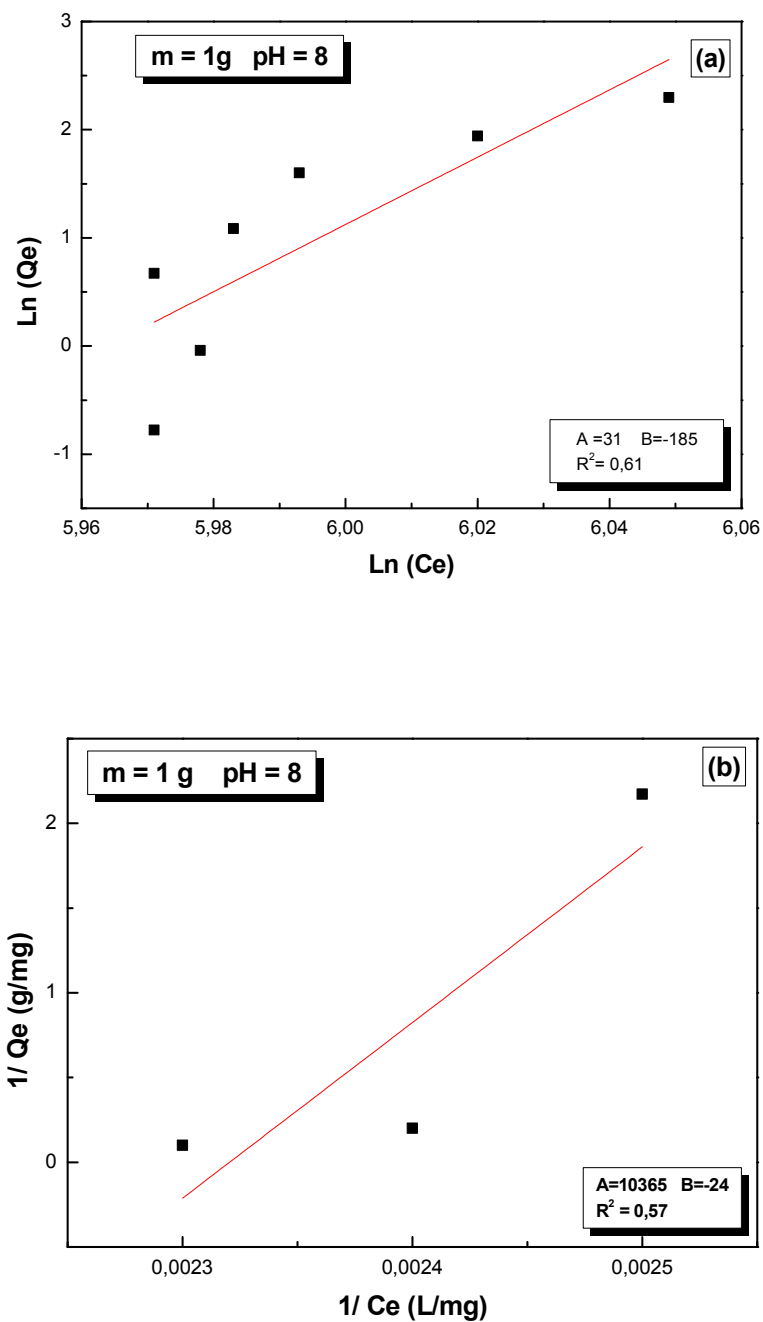 m = 1g pH = 8
(a)
3
2
1
0
-1
Ln (Qe)
A =31 B=-185
R²= 0,61
5,96 5,98 6,00 6,02 6,04 6,06
Ln (Ce)
m = 1 g pH = 8
(b)
2
1
0
1/ Qe (g/mg)
A=10365 B=-24
R² = 0,57
0,0023 0,0024 0,0025
1/ Ce (L/mg)